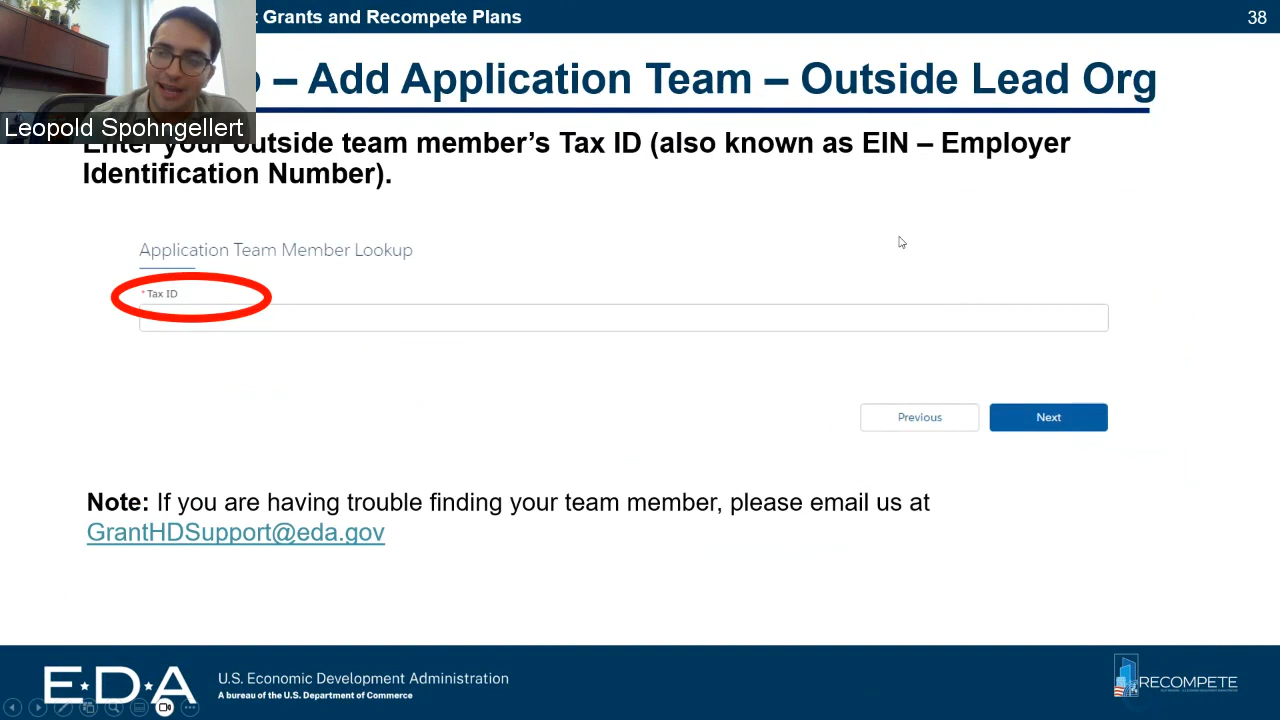 Grants and Recompete Plans
38
– Add Application Team – Outside Lead Org
Leopold Spohngellert
Enter your outside team member's Tax ID (also known as EIN – Employer
Identification Number).
Application Team Member Lookup
* Tax ID
Previous
Next
Note: If you are having trouble finding your team member, please email us at
GrantHDSupport@eda.gov
EDA
U.S. Economic Development Administration
A bureau of the U.S. Department of Commerce
RECOMPETE